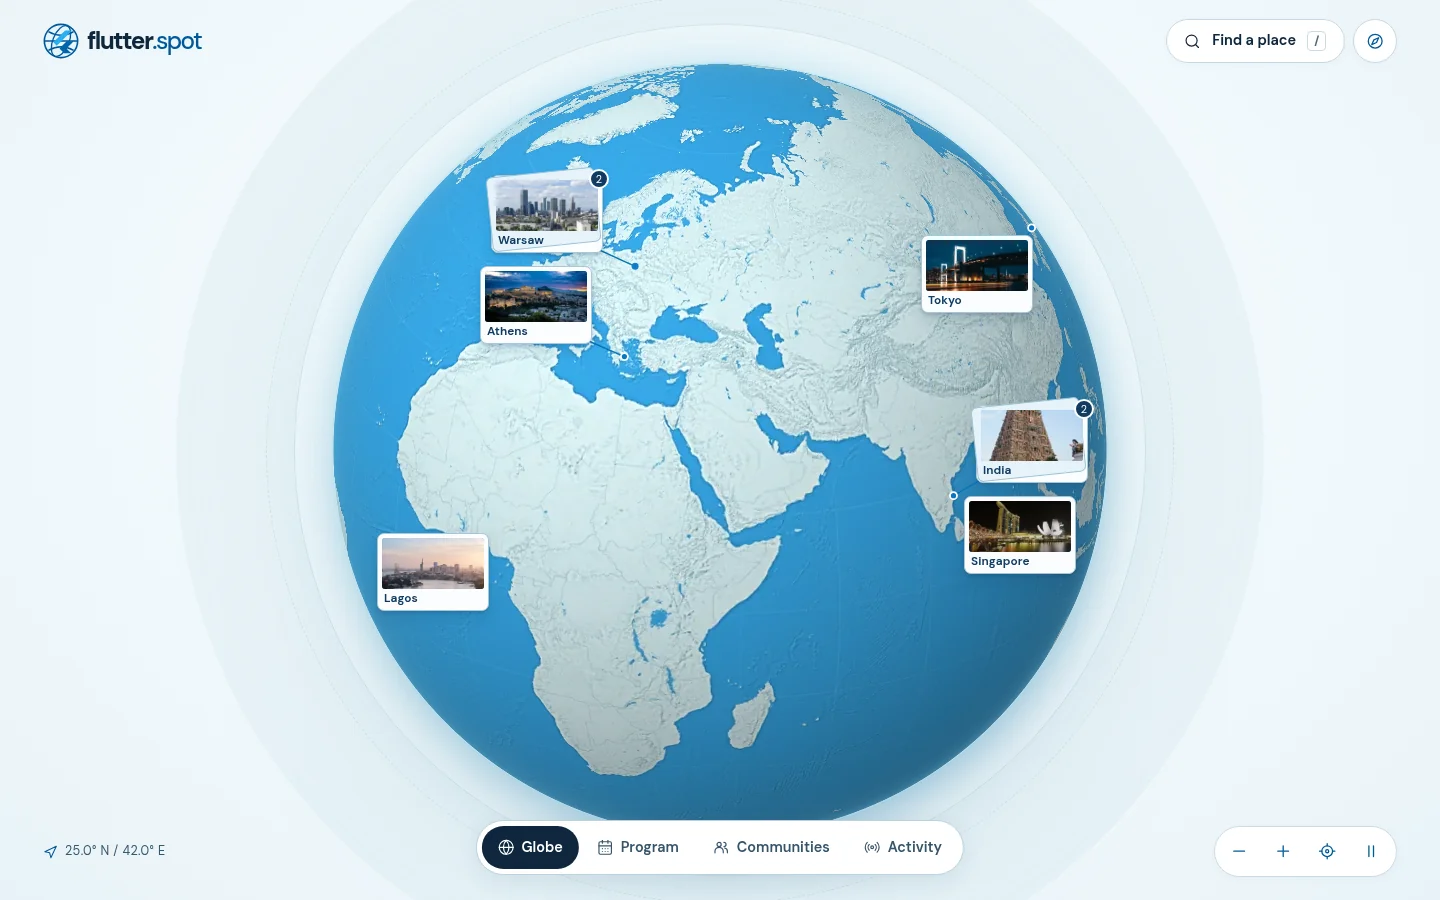 flutter.spot
Find a place /
2
Warsaw
Athens
Tokyo
2
India
Singapore
Lagos
25.0° N / 42.0° E
Globe
Program
Communities
Activity